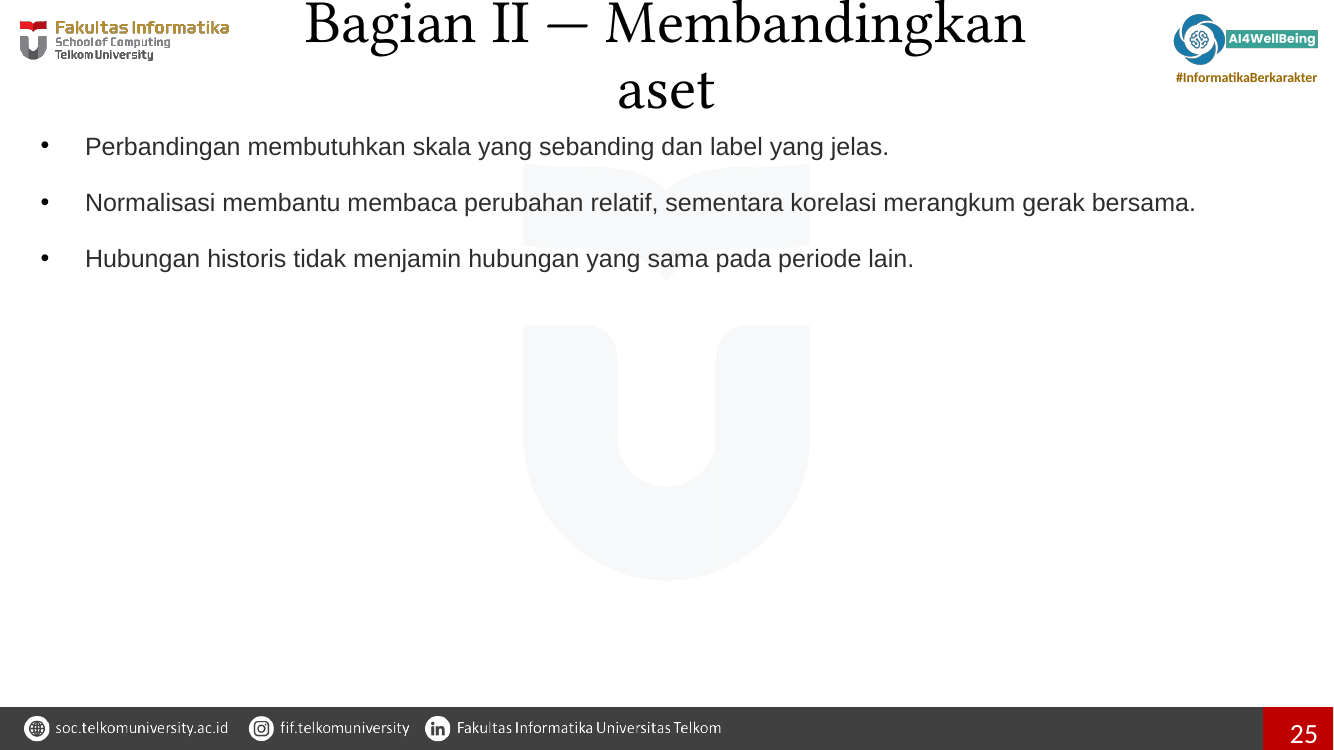 Fakultas Informatika
School of Computing
Telkom University
Bagian II — Membandingkan
aset
AI4WellBeing
#InformatikaBerkarakter
• Perbandingan membutuhkan skala yang sebanding dan label yang jelas.
• Normalisasi membantu membaca perubahan relatif, sementara korelasi merangkum gerak bersama.
• Hubungan historis tidak menjamin hubungan yang sama pada periode lain.
soc.telkomuniversity.ac.id fif.telkomuniversity in Fakultas Informatika Universitas Telkom
25